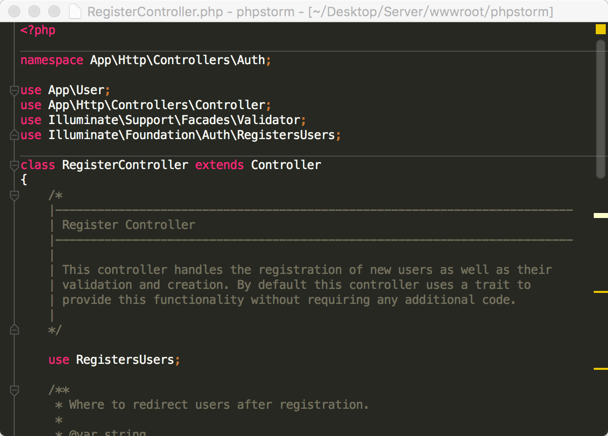 RegisterController.php - phpstorm - [~/Desktop/Server/wwwroot/phpstorm]
<?php
namespace App\Http\Controllers\Auth;
use App\User;
use App\Http\Controllers\Controller;
use Illuminate\Support\Facades\Validator;
use Illuminate\Foundation\Auth\RegistersUsers;
class RegisterController extends Controller
{
/*
|--------------------------------------------------------------------------
| Register Controller
|--------------------------------------------------------------------------
|
| This controller handles the registration of new users as well as their
| validation and creation. By default this controller uses a trait to
| provide this functionality without requiring any additional code.
|
*/
use RegistersUsers;
/**
* Where to redirect users after registration.
*
* @var string